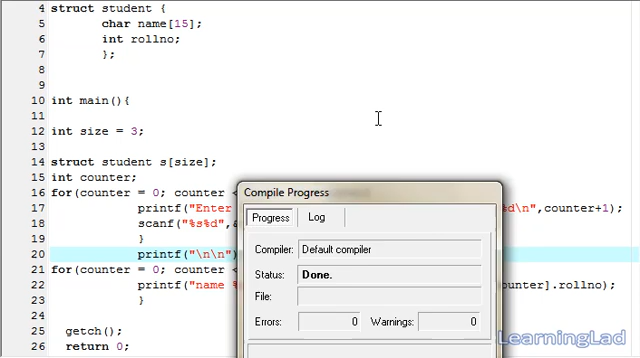 4 struct student {
5 char name[15];
6 int rollno;
7 };
8
9
10 int main(){
11
12 int size = 3;
13
14 struct student s[size];
15 int counter;
16 for(counter = 0; counter <
Compile Progress
17 printf("Enter %d\n",counter+1);
Progress Log
18 scanf("%s%d",&
19 }
Compiler: Default compiler
20 printf("\n\n")
Status: Done.
21 for(counter = 0; counter <
File:
22 printf("name % counter].rollno);
23 }
Errors: 0 Warnings: 0
24
25 getch();
26 return 0;
LearningLad